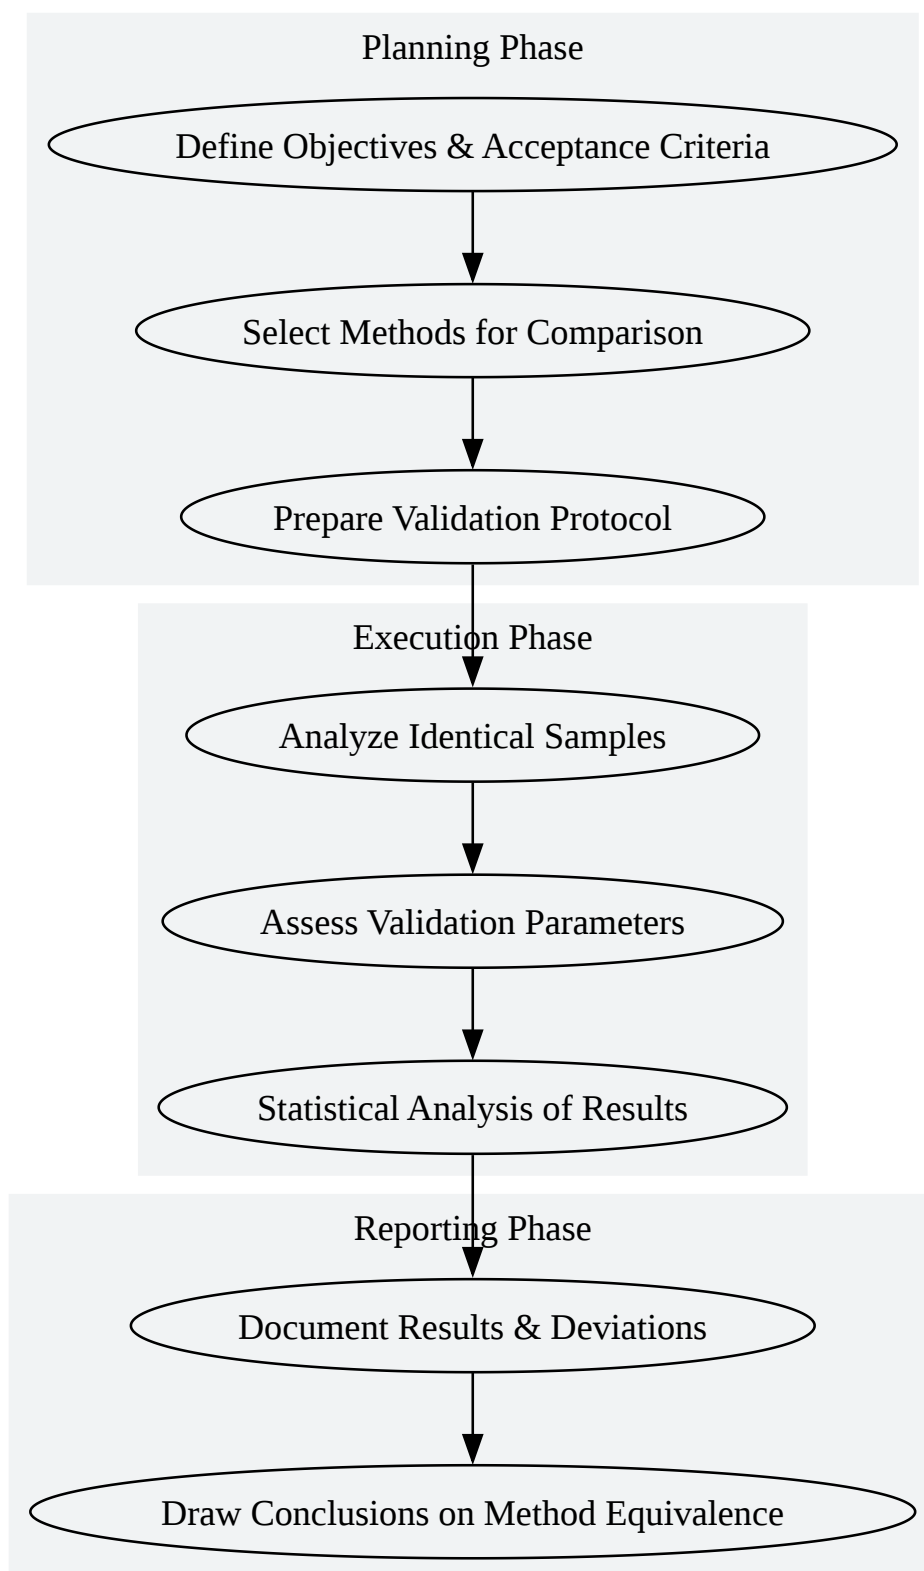 Planning Phase
Define Objectives & Acceptance Criteria
Select Methods for Comparison
Prepare Validation Protocol
Execution Phase
Analyze Identical Samples
Assess Validation Parameters
Statistical Analysis of Results
Reporting Phase
Document Results & Deviations
Draw Conclusions on Method Equivalence